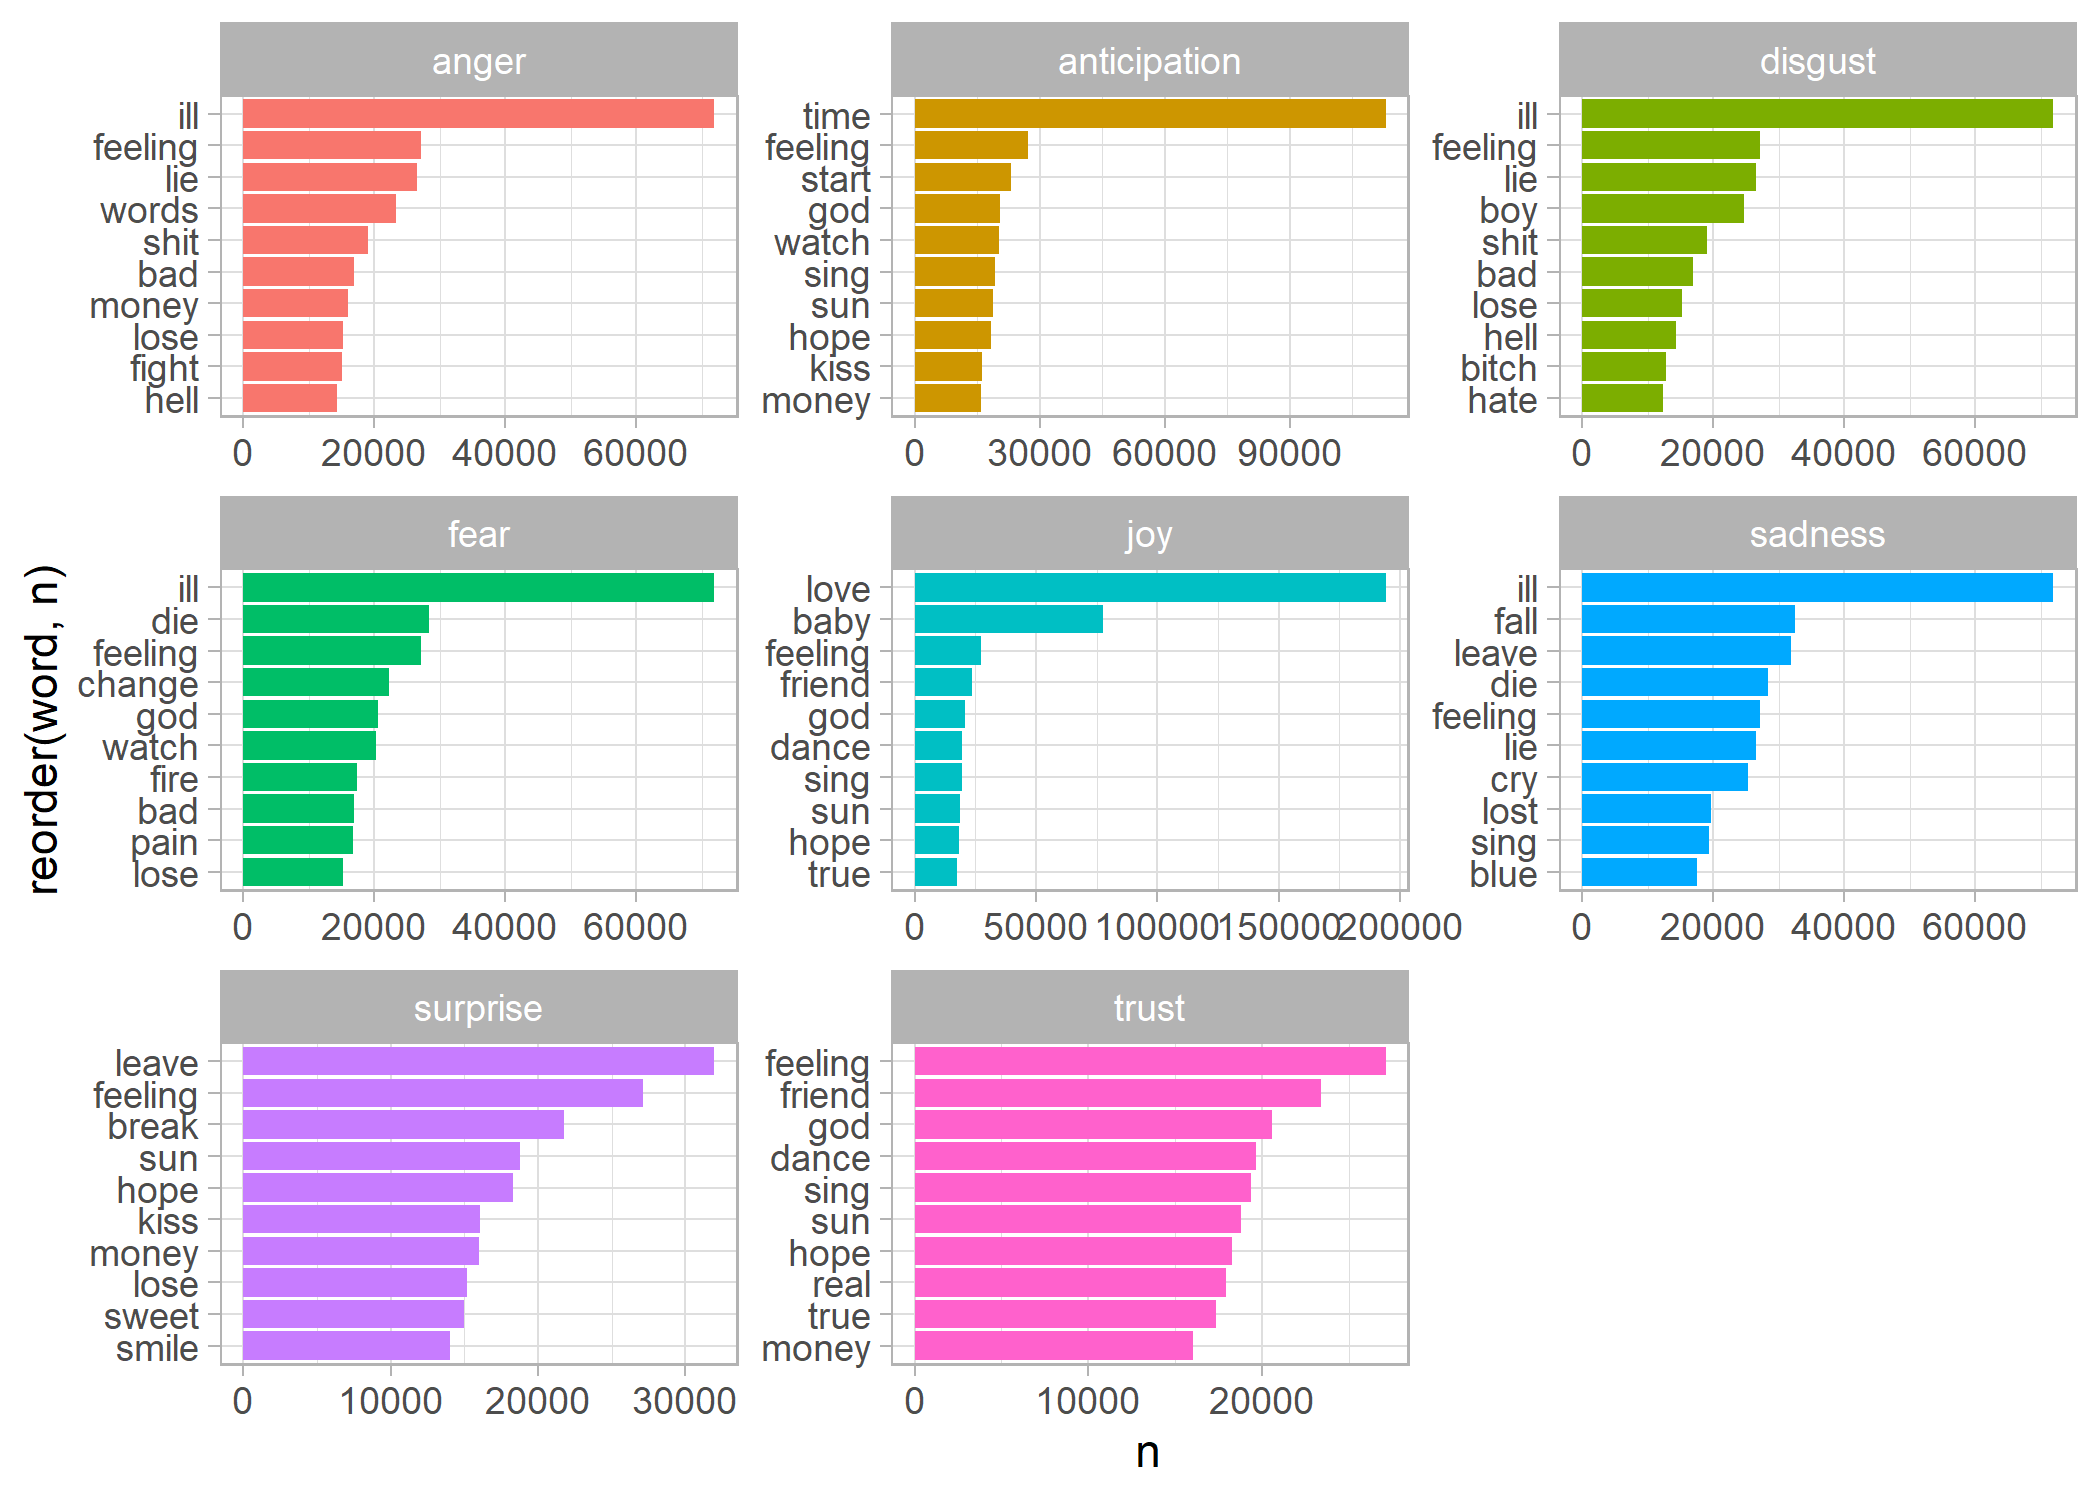 anger
ill
feeling
lie
words
shit
bad
money
lose
fight
hell
0 20000 40000 60000
anticipation
time
feeling
start
god
watch
sing
sun
hope
kiss
money
0 30000 60000 90000
disgust
ill
feeling
lie
boy
shit
bad
lose
hell
bitch
hate
0 20000 40000 60000
reorder(word, n)
fear
ill
die
feeling
change
god
watch
fire
bad
pain
lose
0 20000 40000 60000
joy
love
baby
feeling
friend
god
dance
sing
sun
hope
true
0 50000 100000 150000 200000
sadness
ill
fall
leave
die
feeling
lie
cry
lost
sing
blue
0 20000 40000 60000
surprise
leave
feeling
break
sun
hope
kiss
money
lose
sweet
smile
0 10000 20000 30000
trust
feeling
friend
god
dance
sing
sun
hope
real
true
money
0 10000 20000
n